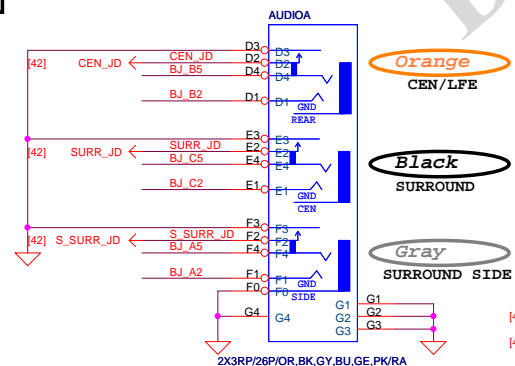 AUDIOA
D3 D3
[42] CEN_JD CEN_JD D2 D2
BJ_B5 D4 D4
BJ_B2 D1 D1 GND
REAR
Orange
CEN/LFE
E3 E3
[42] SURR_JD SURR_JD E2 E2
BJ_C5 E4 E4
BJ_C2 E1 E1 GND
CEN
Black
SURROUND
F3 F3
[42] S_SURR_JD S_SURR_JD F2 F2
BJ_A5 F4 F4
BJ_A2 F1 F1 GND
F0 F0 SIDE
Gray
SURROUND SIDE
G4 G4
G1 G1
G2 G2
G3 G3
2X3RP/26P/OR,BK,GY,BU,GE,PK/RA